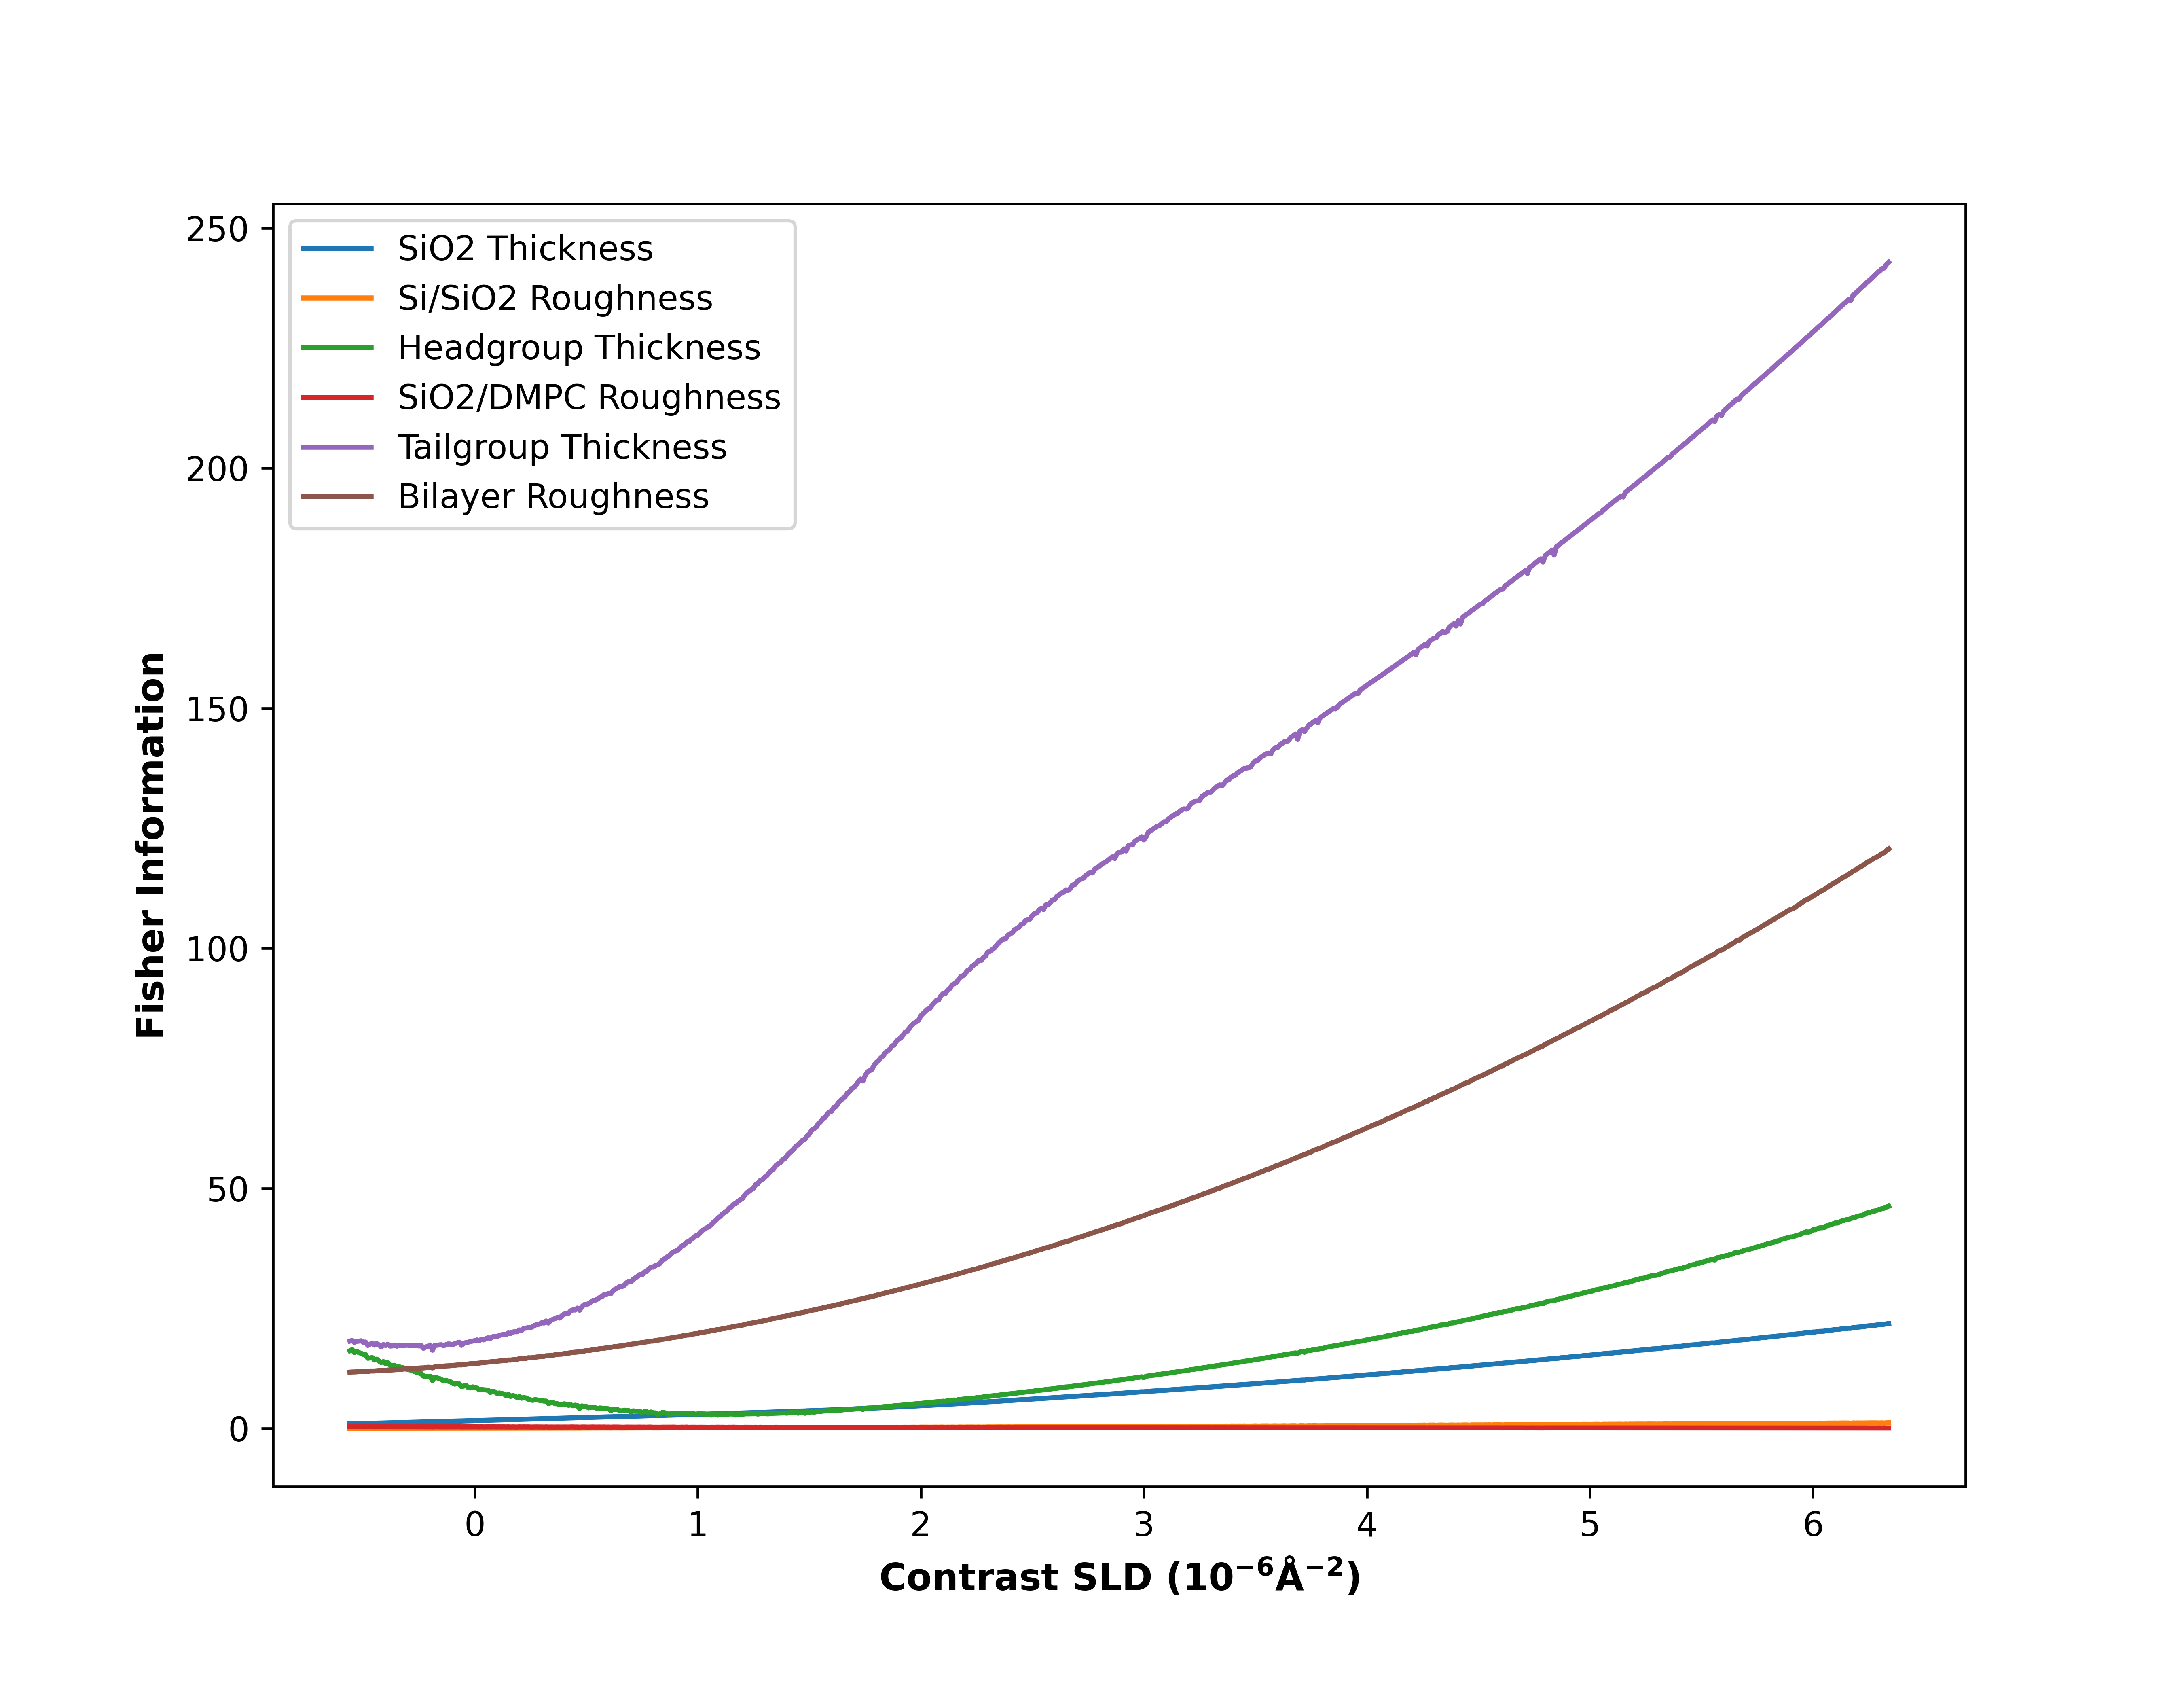 250
200
150
100
50
0
Fisher Information
SiO2 Thickness
Si/SiO2 Roughness
Headgroup Thickness
SiO2/DMPC Roughness
Tailgroup Thickness
Bilayer Roughness
0 1 2 3 4 5 6
Contrast SLD (10⁻⁶Å⁻²)